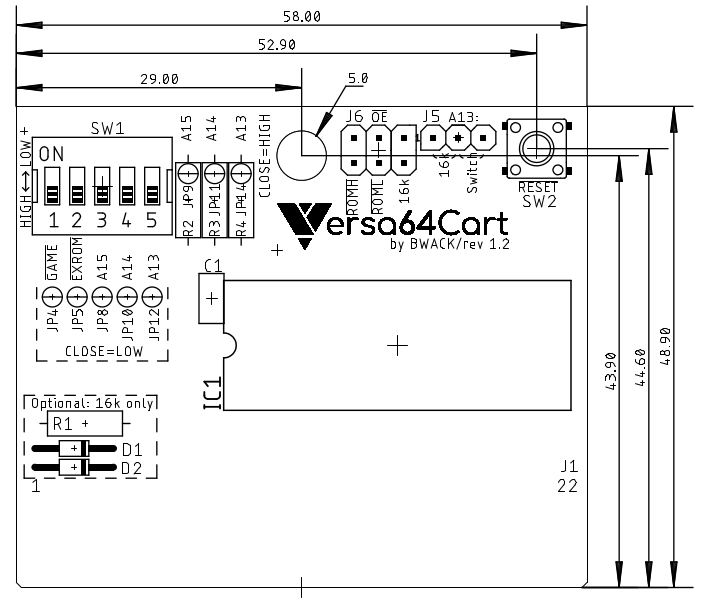 58.00
52.90
29.00
5.0
SW1
ON
1 2 3 4 5
HIGH↔LOW +
A15 A14 A13
JP9 JP11 JP14
R2 R3 R4
CLOSE=HIGH
J6 OE
J5 A13:
ROMH ROML 16k
16k Switch
1
RESET
SW2
Versa64Cart
by BWACK/rev 1.2
GAME EXROM A15 A14 A13
JP4 JP5 JP8 JP10 JP12
CLOSE=LOW
C1
IC1
Optional: 16k only
R1 +
D1
D2
1
J1
22
43.90
44.60
48.90